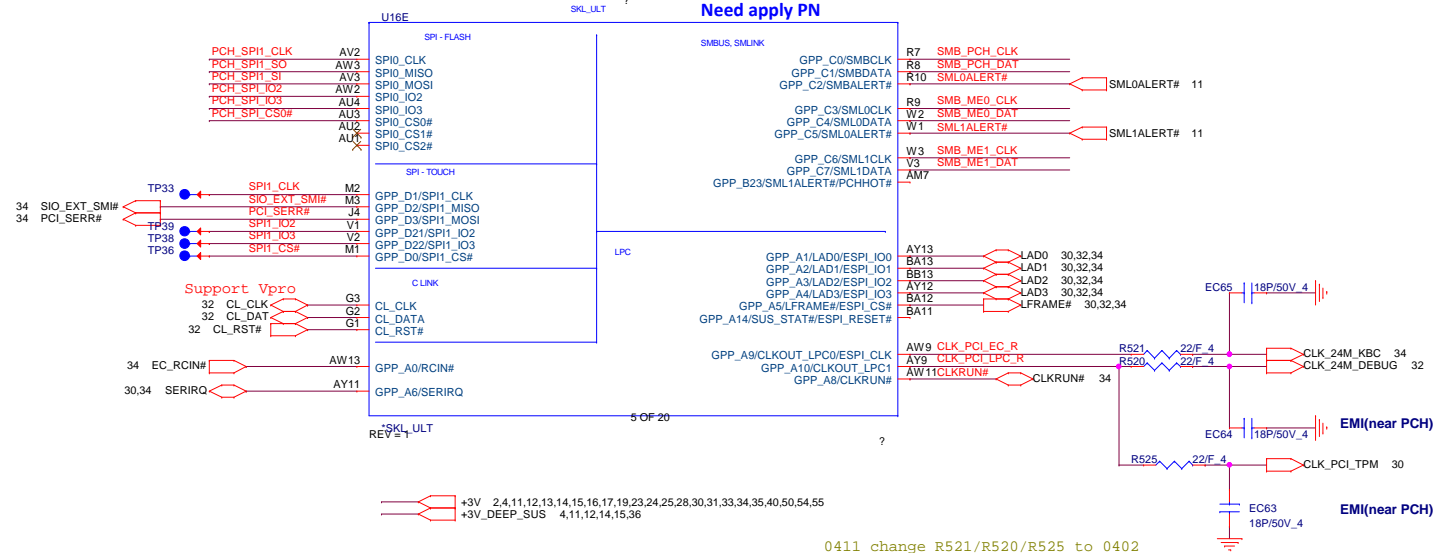 ?
SKL_ULT
Need apply PN
U16E
SPI - FLASH
SMBUS, SMLINK
PCH_SPI1_CLK AV2 SPI0_CLK
PCH_SPI1_SO AW3 SPI0_MISO
PCH_SPI1_SI AV3 SPI0_MOSI
PCH_SPI_IO2 AW2 SPI0_IO2
PCH_SPI_IO3 AU4 SPI0_IO3
PCH_SPI_CS0# AU3 SPI0_CS0#
AU2 SPI0_CS1#
AU1 SPI0_CS2#
GPP_C0/SMBCLK R7 SMB_PCH_CLK
GPP_C1/SMBDATA R8 SMB_PCH_DAT
GPP_C2/SMBALERT# R10 SML0ALERT# SML0ALERT# 11
GPP_C3/SML0CLK R9 SMB_ME0_CLK
GPP_C4/SML0DATA W2 SMB_ME0_DAT
GPP_C5/SML0ALERT# W1 SML1ALERT# SML1ALERT# 11
GPP_C6/SML1CLK W3 SMB_ME1_CLK
GPP_C7/SML1DATA V3 SMB_ME1_DAT
GPP_B23/SML1ALERT#/PCHHOT# AM7
SPI - TOUCH
TP33 SPI1_CLK M2 GPP_D1/SPI1_CLK
34 SIO_EXT_SMI# SIO_EXT_SMI# M3 GPP_D2/SPI1_MISO
34 PCI_SERR# PCI_SERR# J4 GPP_D3/SPI1_MOSI
TP39 SPI1_IO2 V1 GPP_D21/SPI1_IO2
TP38 SPI1_IO3 V2 GPP_D22/SPI1_IO3
TP36 SPI1_CS# M1 GPP_D0/SPI1_CS#
LPC
GPP_A1/LAD0/ESPI_IO0 AY13 LAD0 30,32,34
GPP_A2/LAD1/ESPI_IO1 BA13 LAD1 30,32,34
GPP_A3/LAD2/ESPI_IO2 BB13 LAD2 30,32,34
GPP_A4/LAD3/ESPI_IO3 AY12 LAD3 30,32,34
GPP_A5/LFRAME#/ESPI_CS# BA12 LFRAME# 30,32,34
GPP_A14/SUS_STAT#/ESPI_RESET# BA11
C LINK
Support Vpro
32 CL_CLK G3 CL_CLK
32 CL_DAT G2 CL_DATA
32 CL_RST# G1 CL_RST#
EC65 18P/50V_4
GPP_A9/CLKOUT_LPC0/ESPI_CLK AW9 CLK_PCI_EC_R R521 22/F_4 CLK_24M_KBC 34
GPP_A10/CLKOUT_LPC1 AY9 CLK_PCI_LPC_R R520 22/F_4 CLK_24M_DEBUG 32
GPP_A8/CLKRUN# AW11 CLKRUN# CLKRUN# 34
34 EC_RCIN# AW13 GPP_A0/RCIN#
30,34 SERIRQ AY11 GPP_A6/SERIRQ
5 OF 20
*SKL_ULT
REV = 1
?
EC64 18P/50V_4
EMI(near PCH)
R525 22/F_4 CLK_PCI_TPM 30
EC63
18P/50V_4
EMI(near PCH)
+3V 2,4,11,12,13,14,15,16,17,19,23,24,25,28,30,31,33,34,35,40,50,54,55
+3V_DEEP_SUS 4,11,12,14,15,36
0411 change R521/R520/R525 to 0402